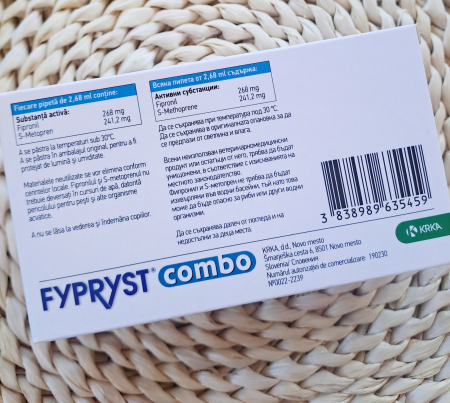 Fiecare pipetă de 2,68 ml conține:
Substanță activă:
Fipronil 268 mg
S-Metopren 241,2 mg
A se păstra la temperaturi sub 30°C.
A se păstra în ambalajul original, pentru a fi
protejat de lumină și umiditate.
Materialele neutilizate se vor elimina conform
cerințelor locale. Fipronilul și S-metoprenul nu
trebuie deversați în cursuri de apă, datorită
pericolului pentru pești și alte organisme
acvatice.
A nu se lăsa la vederea și îndemâna copiilor.
Всяка пипета от 2,68 ml съдържа:
Активни субстанции:
Fipronil 268 mg
S-Methoprene 241,2 mg
Да се съхранява при температура под 30 °C.
Да се съхранява в оригиналната опаковка за да
се предпази от светлина и влага.
Всеки неизползван ветеринарномедицински
продукт или остатъци от него, трябва да бъдат
унищожени, в съответствие с изискванията на
местното законодателство.
Фипронил и S-метопрен не трябва да бъдат
изхвърляни във водни басейни, тъй като това
може да бъде опасно за риби или други водни
организми.
Да се съхранява далеч от погледа и на
недостъпни за деца места.
3 838989 635459
KRKA
FYPRYST® combo
KRKA, d.d., Novo mesto
Šmarješka cesta 6, 8501 Novo mesto
Slovenia/ Словения
Numărul autorizației de comercializare: 190230
№0022-2239